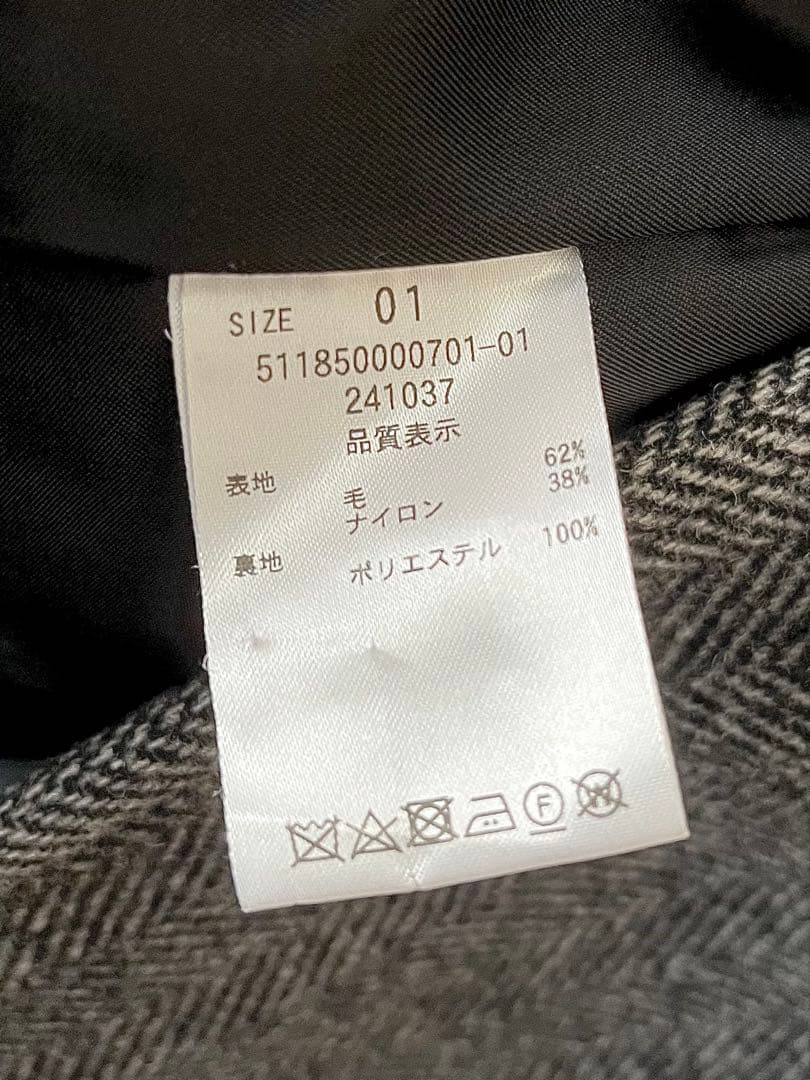 SIZE 01
511850000701-01
241037
品質表示
表地 毛 62%
ナイロン 38%
裏地 ポリエステル 100%
F W